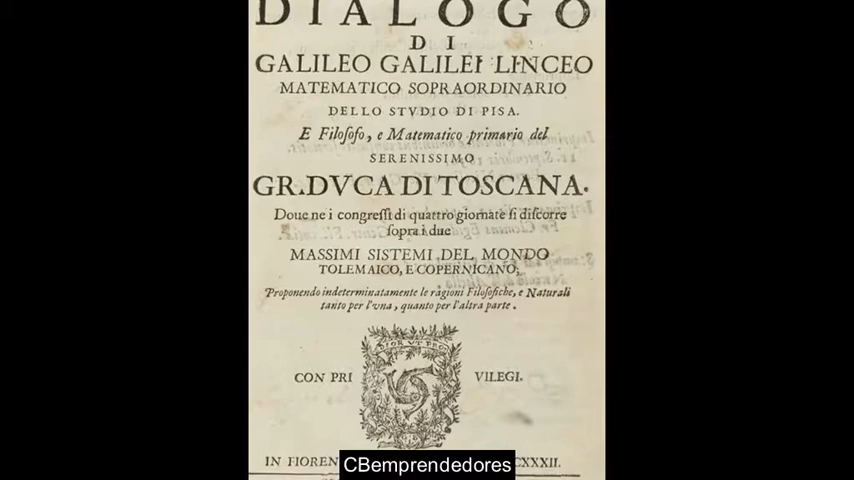 DIALOGO
DI
GALILEO GALILEI LINCEO
MATEMATICO SOPRAORDINARIO
DELLO STVDIO DI PISA.
E Filosofo, e Matematico primario del
SERENISSIMO
GR.DVCA DI TOSCANA.
Doue ne i congressi di quattro giornate si discorre
sopra i due
MASSIMI SISTEMI DEL MONDO
TOLEMAICO, E COPERNICANO;
Proponendo indeterminatamente le ragioni Filosofiche, e Naturali
tanto per l'vna, quanto per l'altra parte.
CON PRI VILEGI.
IN FIOREN CXXXII.
CBemprendedores